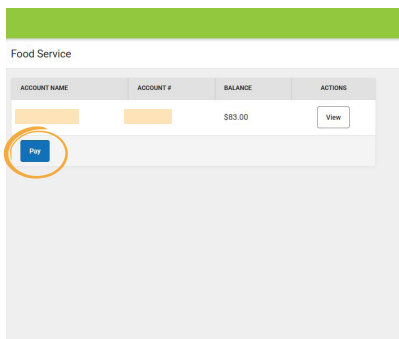 Food Service
ACCOUNT NAME ACCOUNT # BALANCE ACTIONS
$83.00 View
Pay